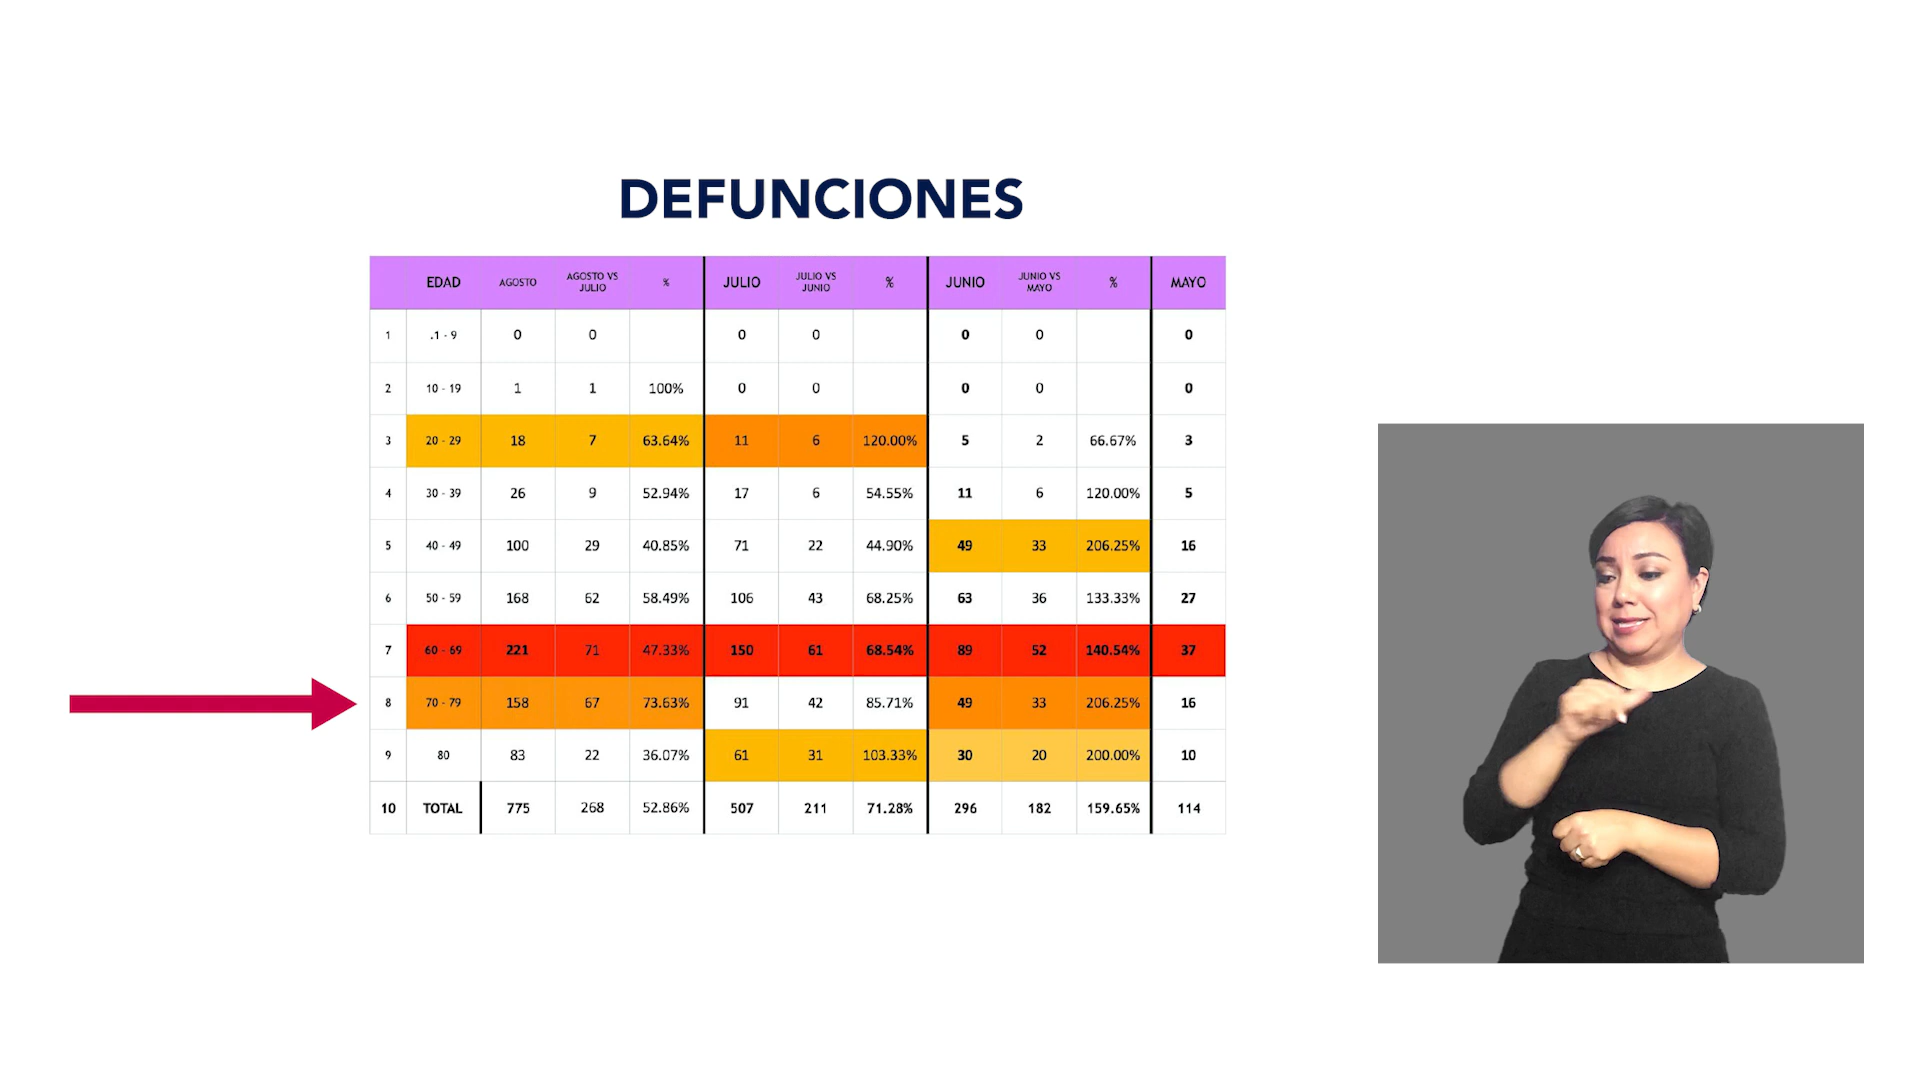 DEFUNCIONES
EDAD AGOSTO AGOSTO VS JULIO % JULIO JULIO VS JUNIO % JUNIO JUNIO VS MAYO % MAYO
1 .1 - 9 0 0 0 0 0 0 0
2 10 - 19 1 1 100% 0 0 0 0 0
3 20 - 29 18 7 63.64% 11 6 120.00% 5 2 66.67% 3
4 30 - 39 26 9 52.94% 17 6 54.55% 11 6 120.00% 5
5 40 - 49 100 29 40.85% 71 22 44.90% 49 33 206.25% 16
6 50 - 59 168 62 58.49% 106 43 68.25% 63 36 133.33% 27
7 60 - 69 221 71 47.33% 150 61 68.54% 89 52 140.54% 37
8 70 - 79 158 67 73.63% 91 42 85.71% 49 33 206.25% 16
9 80 83 22 36.07% 61 31 103.33% 30 20 200.00% 10
10 TOTAL 775 268 52.86% 507 211 71.28% 296 182 159.65% 114